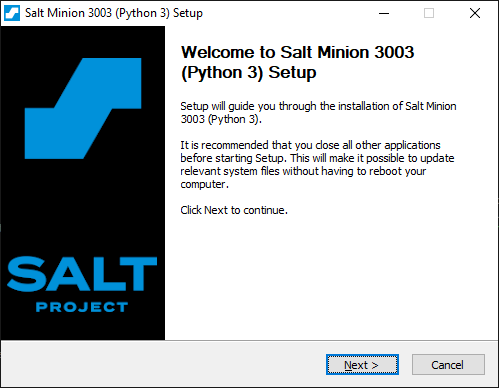 Salt Minion 3003 (Python 3) Setup
Welcome to Salt Minion 3003
(Python 3) Setup
Setup will guide you through the installation of Salt Minion
3003 (Python 3).
It is recommended that you close all other applications
before starting Setup. This will make it possible to update
relevant system files without having to reboot your
computer.
Click Next to continue.
SALT
PROJECT
Next >
Cancel